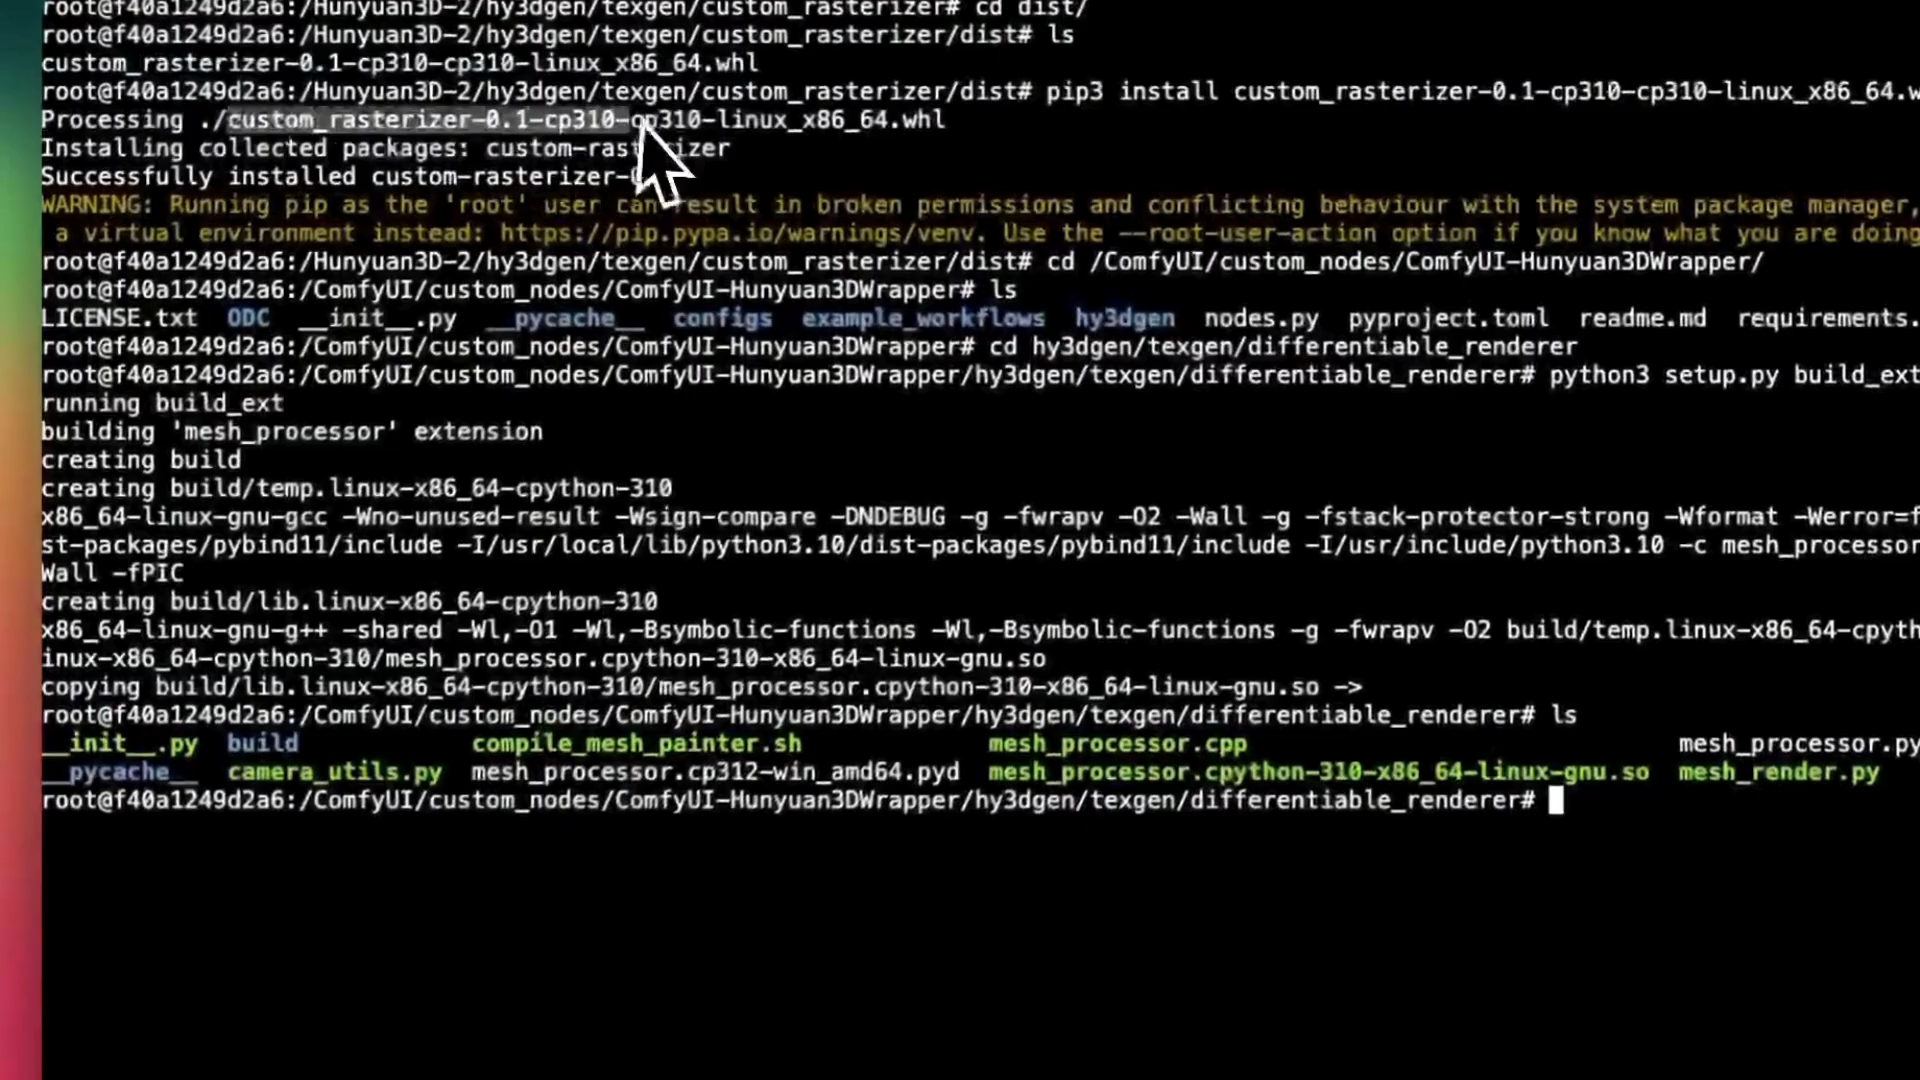 root@f40a1249d2a6:/Hunyuan3D-2/hy3dgen/texgen/custom_rasterizer# cd dist/
root@f40a1249d2a6:/Hunyuan3D-2/hy3dgen/texgen/custom_rasterizer/dist# ls
custom_rasterizer-0.1-cp310-cp310-linux_x86_64.whl
root@f40a1249d2a6:/Hunyuan3D-2/hy3dgen/texgen/custom_rasterizer/dist# pip3 install custom_rasterizer-0.1-cp310-cp310-linux_x86_64.w
Processing ./custom_rasterizer-0.1-cp310-cp310-linux_x86_64.whl
Installing collected packages: custom-rasterizer
Successfully installed custom-rasterizer-
WARNING: Running pip as the 'root' user can result in broken permissions and conflicting behaviour with the system package manager,
a virtual environment instead: https://pip.pypa.io/warnings/venv. Use the --root-user-action option if you know what you are doing
root@f40a1249d2a6:/Hunyuan3D-2/hy3dgen/texgen/custom_rasterizer/dist# cd /ComfyUI/custom_nodes/ComfyUI-Hunyuan3DWrapper/
root@f40a1249d2a6:/ComfyUI/custom_nodes/ComfyUI-Hunyuan3DWrapper# ls
LICENSE.txt ODC __init__.py __pycache__ configs example_workflows hy3dgen nodes.py pyproject.toml readme.md requirements.
root@f40a1249d2a6:/ComfyUI/custom_nodes/ComfyUI-Hunyuan3DWrapper# cd hy3dgen/texgen/differentiable_renderer
root@f40a1249d2a6:/ComfyUI/custom_nodes/ComfyUI-Hunyuan3DWrapper/hy3dgen/texgen/differentiable_renderer# python3 setup.py build_ext
running build_ext
building 'mesh_processor' extension
creating build
creating build/temp.linux-x86_64-cpython-310
x86_64-linux-gnu-gcc -Wno-unused-result -Wsign-compare -DNDEBUG -g -fwrapv -O2 -Wall -g -fstack-protector-strong -Wformat -Werror=f
st-packages/pybind11/include -I/usr/local/lib/python3.10/dist-packages/pybind11/include -I/usr/include/python3.10 -c mesh_processor
Wall -fPIC
creating build/lib.linux-x86_64-cpython-310
x86_64-linux-gnu-g++ -shared -Wl,-O1 -Wl,-Bsymbolic-functions -Wl,-Bsymbolic-functions -g -fwrapv -O2 build/temp.linux-x86_64-cpyth
inux-x86_64-cpython-310/mesh_processor.cpython-310-x86_64-linux-gnu.so
copying build/lib.linux-x86_64-cpython-310/mesh_processor.cpython-310-x86_64-linux-gnu.so ->
root@f40a1249d2a6:/ComfyUI/custom_nodes/ComfyUI-Hunyuan3DWrapper/hy3dgen/texgen/differentiable_renderer# ls
__init__.py build compile_mesh_painter.sh mesh_processor.cpp mesh_processor.py
__pycache__ camera_utils.py mesh_processor.cp312-win_amd64.pyd mesh_processor.cpython-310-x86_64-linux-gnu.so mesh_render.py
root@f40a1249d2a6:/ComfyUI/custom_nodes/ComfyUI-Hunyuan3DWrapper/hy3dgen/texgen/differentiable_renderer#